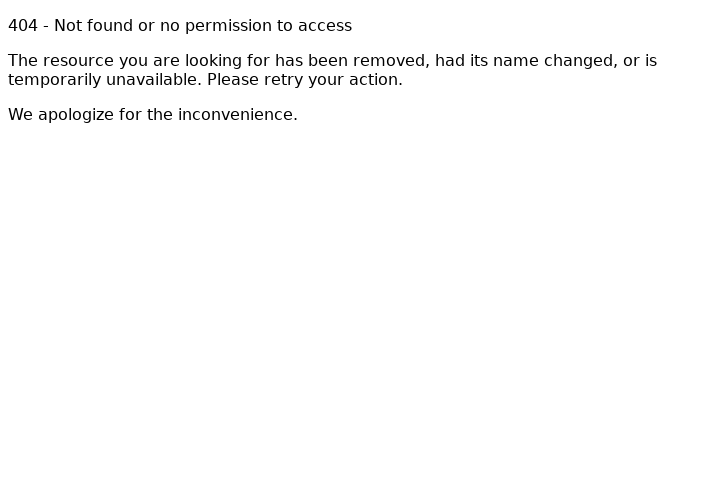 404 - Not found or no permission to access
The resource you are looking for has been removed, had its name changed, or is
temporarily unavailable. Please retry your action.
We apologize for the inconvenience.